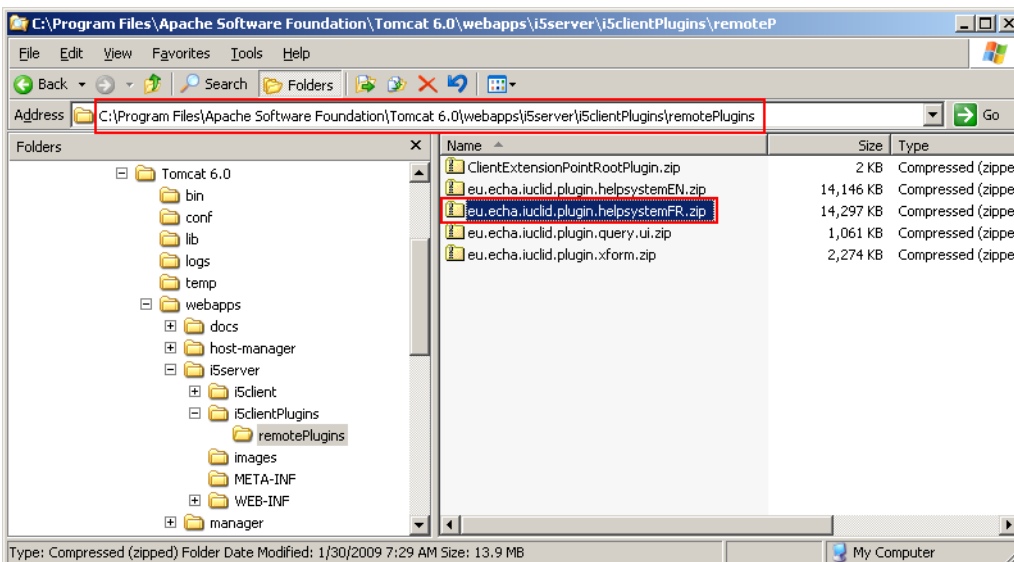 C:\Program Files\Apache Software Foundation\Tomcat 6.0\webapps\i5server\i5clientPlugins\remoteP
File Edit View Favorites Tools Help
Back Search Folders
Address C:\Program Files\Apache Software Foundation\Tomcat 6.0\webapps\i5server\i5clientPlugins\remotePlugins Go
Folders
Tomcat 6.0
bin
conf
lib
logs
temp
webapps
docs
host-manager
i5server
i5client
i5clientPlugins
remotePlugins
images
META-INF
WEB-INF
manager
Name Size Type
ClientExtensionPointRootPlugin.zip 2 KB Compressed (zippe
eu.echa.iuclid.plugin.helpsystemEN.zip 14,146 KB Compressed (zippe
eu.echa.iuclid.plugin.helpsystemFR.zip 14,297 KB Compressed (zippe
eu.echa.iuclid.plugin.query.ui.zip 1,061 KB Compressed (zippe
eu.echa.iuclid.plugin.xform.zip 2,274 KB Compressed (zippe
Type: Compressed (zipped) Folder Date Modified: 1/30/2009 7:29 AM Size: 13.9 MB My Computer